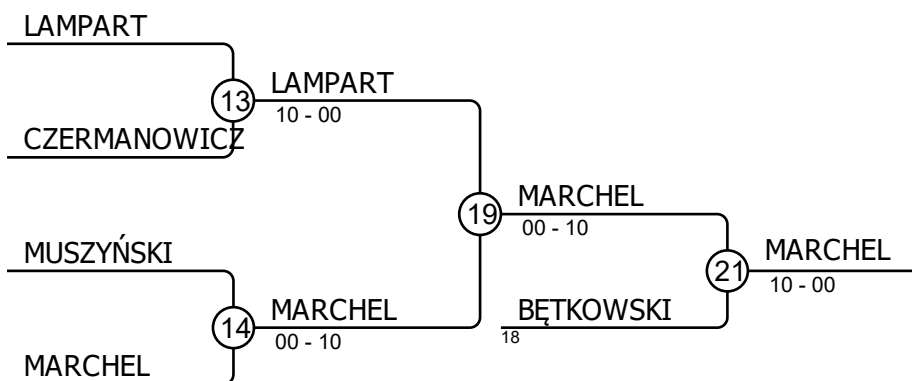 LAMPART
13
LAMPART
10 - 00
CZERMANOWICZ
19
MARCHEL
00 - 10
MUSZYŃSKI
21
MARCHEL
10 - 00
14
MARCHEL
00 - 10
BĘTKOWSKI
18
MARCHEL